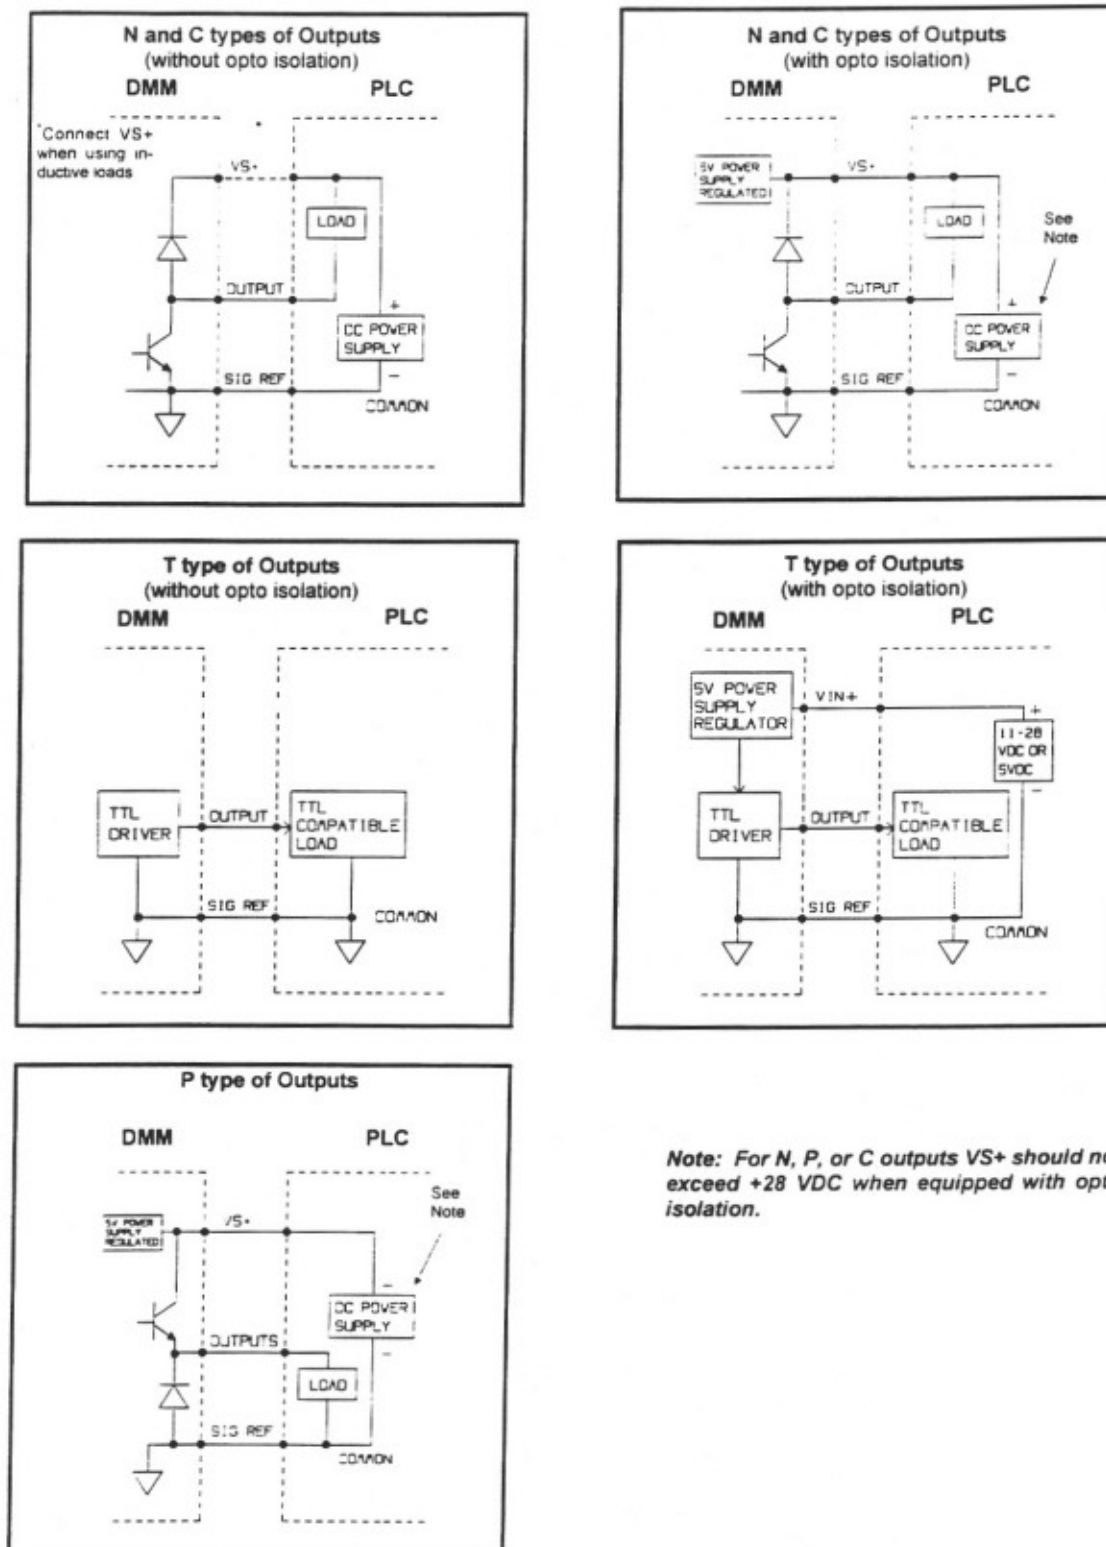 N and C types of Outputs
(without opto isolation)
DMM
PLC
*Connect VS+
when using in-
ductive loads
VS+
LOAD
OUTPUT
+
DC POWER
SUPPLY
SIG REF
-
COMMON
N and C types of Outputs
(with opto isolation)
DMM
PLC
5V POWER
SUPPLY
REGULATED
VS+
LOAD
See
Note
OUTPUT
+
DC POWER
SUPPLY
SIG REF
-
COMMON
T type of Outputs
(without opto isolation)
DMM
PLC
TTL
DRIVER
OUTPUT
TTL
COMPATIBLE
LOAD
SIG REF
COMMON
T type of Outputs
(with opto isolation)
DMM
PLC
5V POWER
SUPPLY
REGULATOR
VIN+
+
11-28
VDC OR
5VDC
-
TTL
DRIVER
OUTPUT
TTL
COMPATIBLE
LOAD
SIG REF
COMMON
P type of Outputs
DMM
PLC
5V POWER
SUPPLY
REGULATED
VS+
See
Note
-
DC POWER
SUPPLY
-
OUTPUTS
LOAD
SIG REF
COMMON
Note: For N, P, or C outputs VS+ should no
exceed +28 VDC when equipped with opt
isolation.